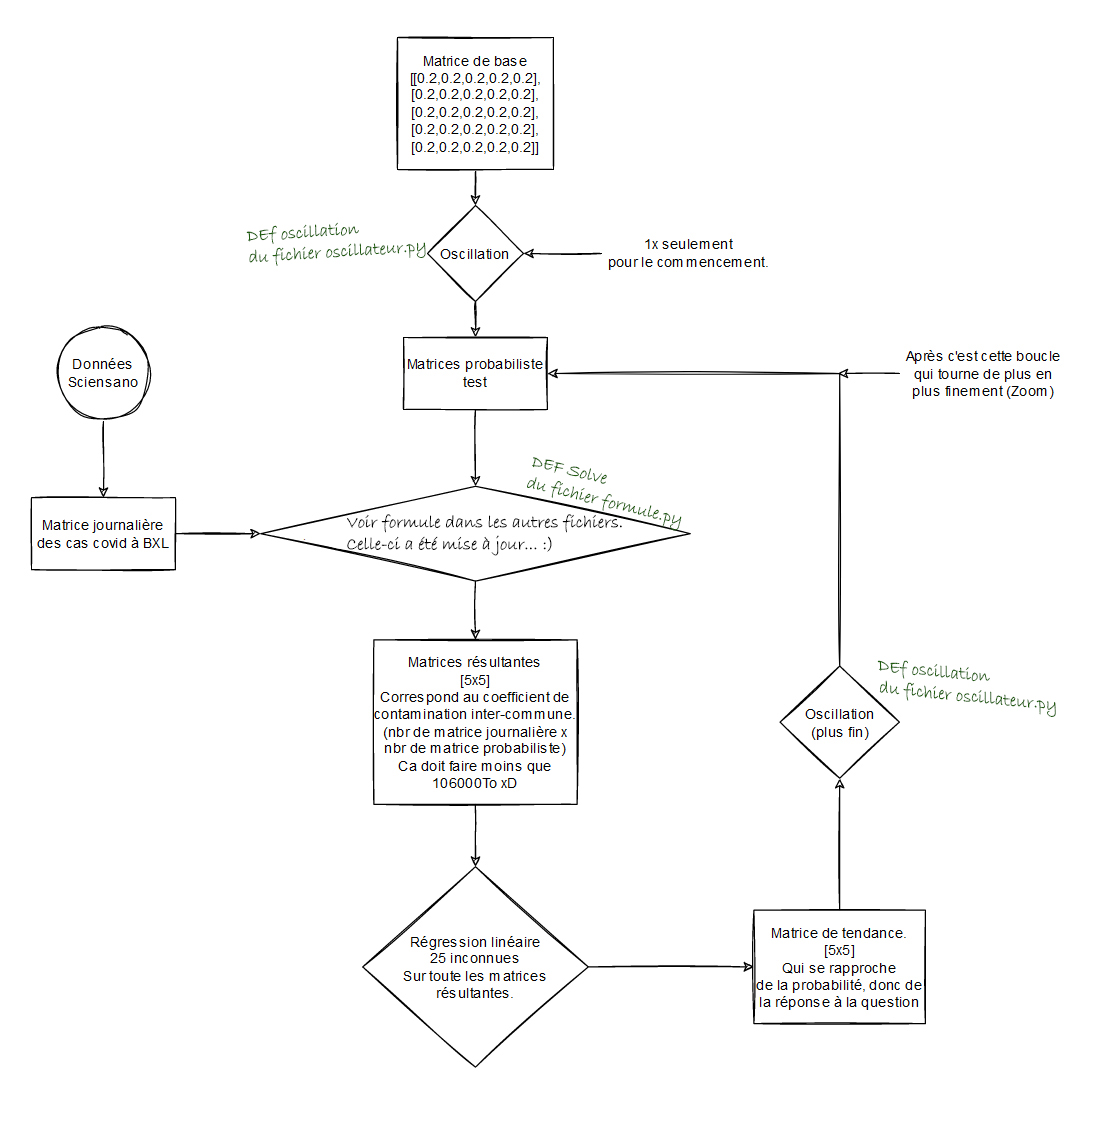 Matrice de base
[[0.2,0.2,0.2,0.2,0.2],
[0.2,0.2,0.2,0.2,0.2],
[0.2,0.2,0.2,0.2,0.2],
[0.2,0.2,0.2,0.2,0.2],
[0.2,0.2,0.2,0.2,0.2]]
DEf oscillation
du fichier oscillateur.py
Oscillation
1x seulement
pour le commencement.
Données
Sciensano
Matrices probabiliste
test
Après c'est cette boucle
qui tourne de plus en
plus finement (Zoom)
DEF Solve
du fichier formule.py
Matrice journalière
des cas covid à BXL
Voir formule dans les autres fichiers.
Celle-ci a été mise à jour... :)
Matrices résultantes
[5x5]
Correspond au coefficient de
contamination inter-commune.
(nbr de matrice journalière x
nbr de matrice probabiliste)
Ca doit faire moins que
106000To xD
DEf oscillation
du fichier oscillateur.py
Oscillation
(plus fin)
Régression linéaire
25 inconnues
Sur toute les matrices
résultantes.
Matrice de tendance.
[5x5]
Qui se rapproche
de la probabilité, donc de
la réponse à la question